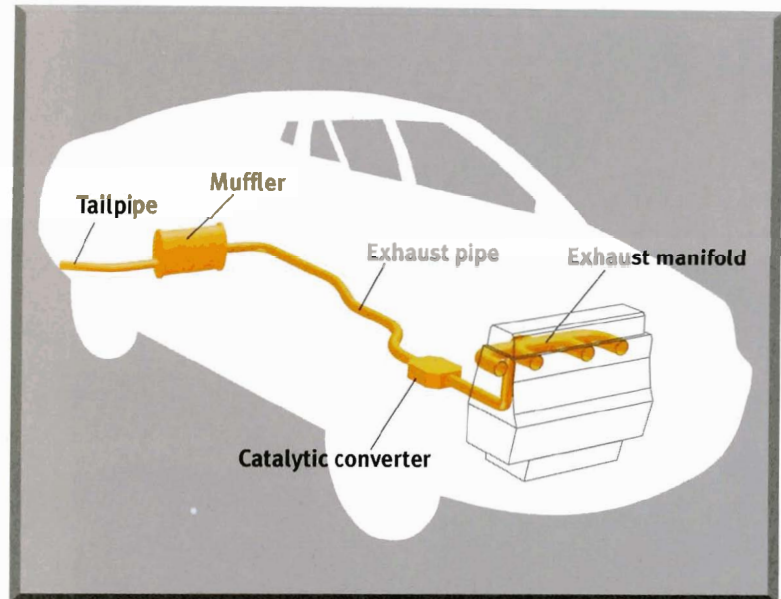 Muffler
Tailpipe
Exhaust pipe
Exhaust manifold
Catalytic converter